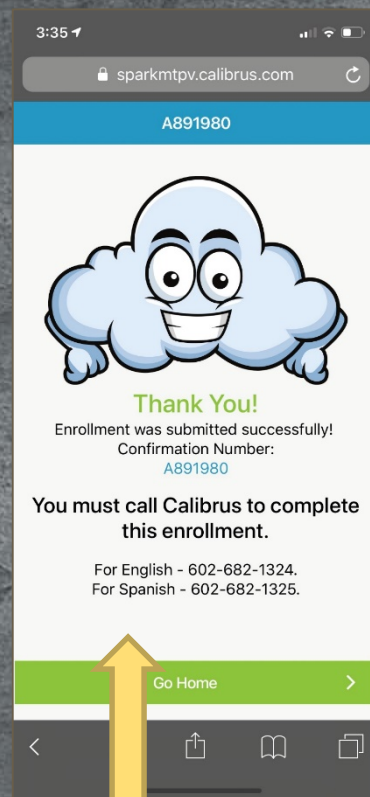 3:35
sparkmtpv.calibrus.com
A891980
Thank You!
Enrollment was submitted successfully!
Confirmation Number:
A891980
You must call Calibrus to complete
this enrollment.
For English - 602-682-1324.
For Spanish - 602-682-1325.
Go Home